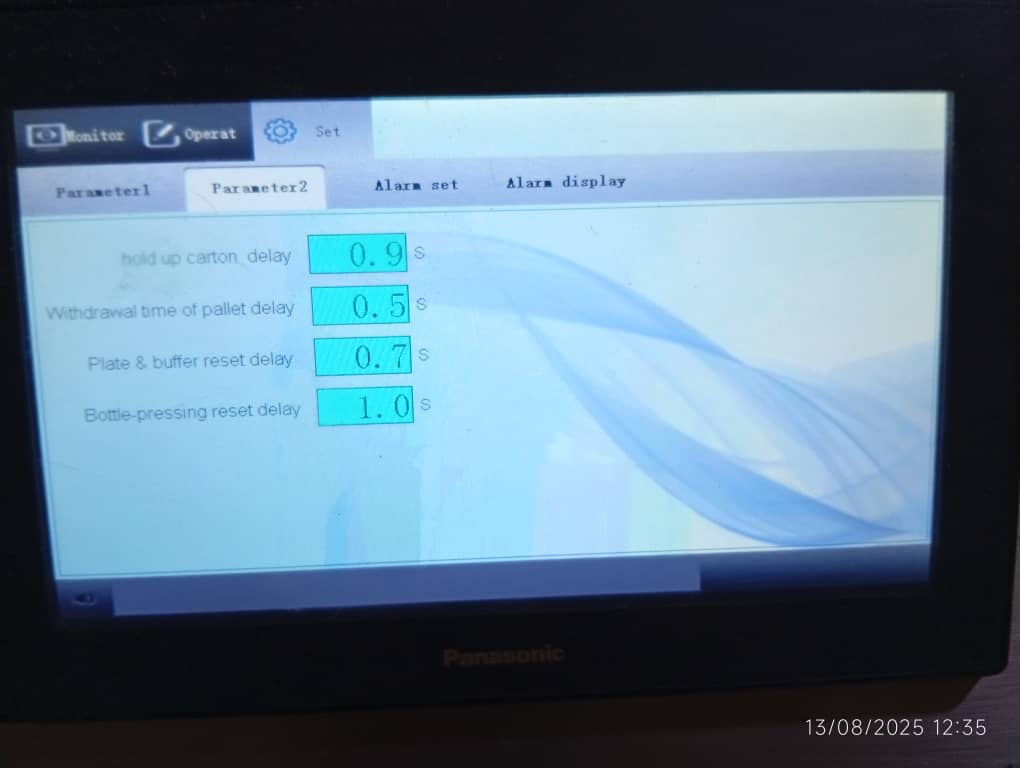 Monitor Operat Set
Parameter1 Parameter2 Alarm set Alarm display
hold up carton delay 0.9 S
Withdrawal time of pallet delay 0.5 S
Plate & buffer reset delay 0.7 S
Bottle-pressing reset delay 1.0 S
Panasonic
13/08/2025 12:35